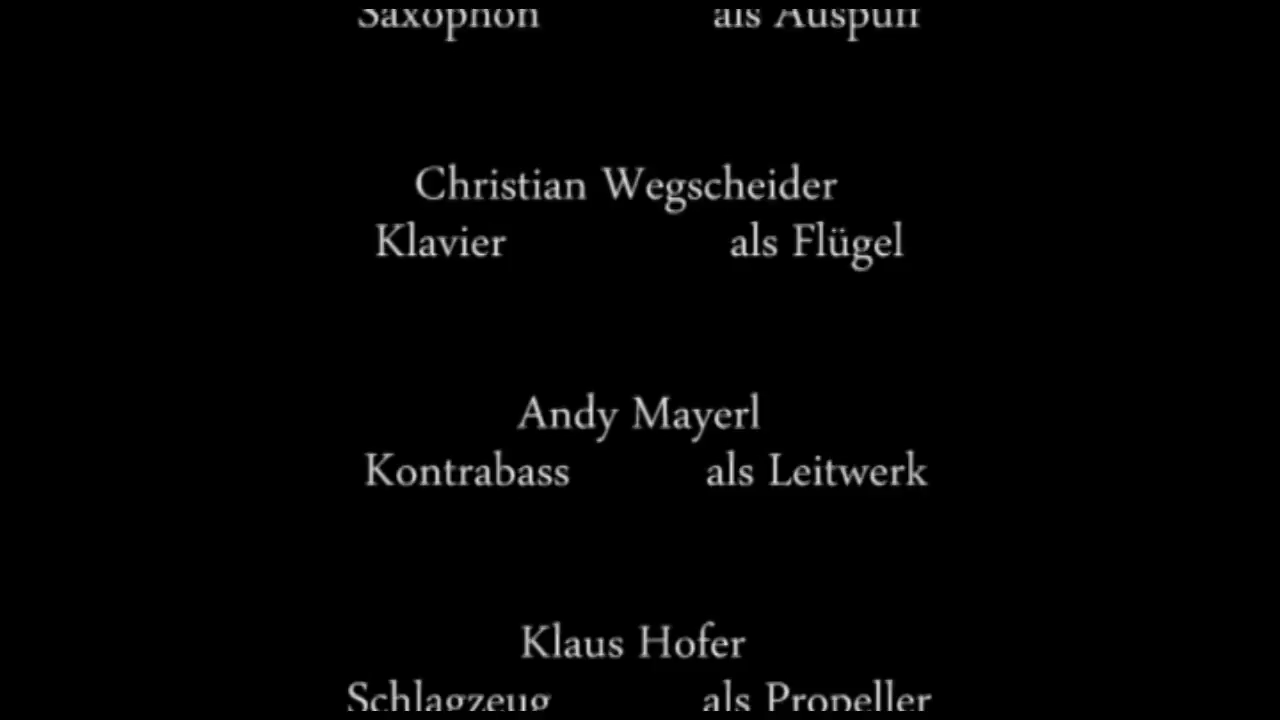 Saxophon als Auspuff
Christian Wegscheider
Klavier als Flügel
Andy Mayerl
Kontrabass als Leitwerk
Klaus Hofer
Schlagzeug als Propeller